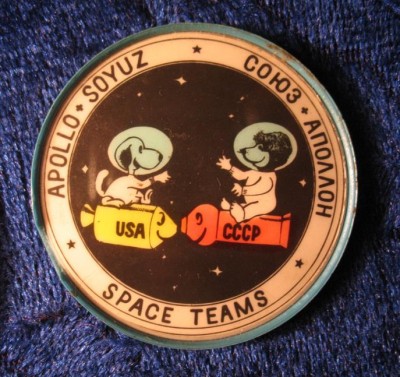 APOLLO + SOYUZ
СОЮЗ + АПОЛЛОН
USA
СССР
SPACE TEAMS